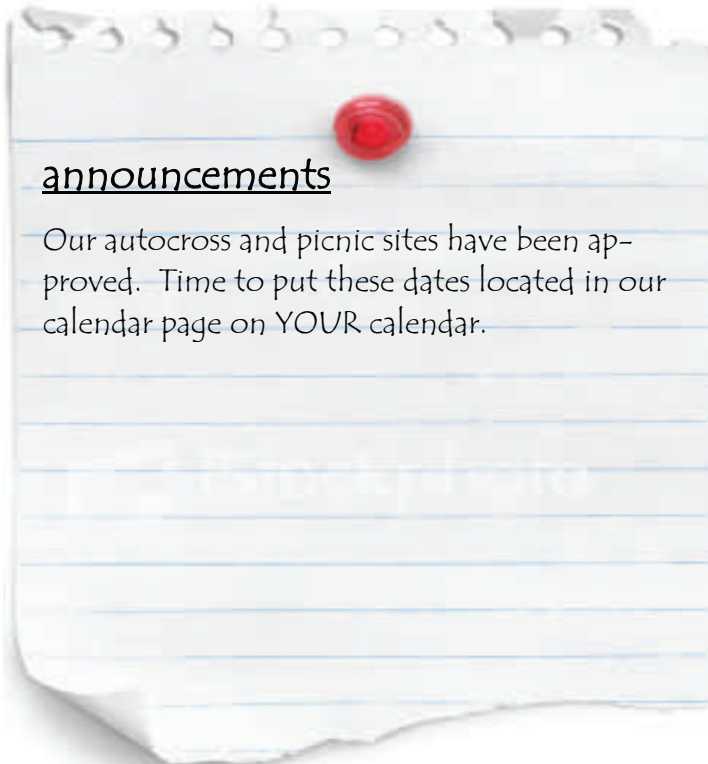 announcements
Our autocross and picnic sites have been ap-
proved.  Time to put these dates located in our
calendar page on YOUR calendar.